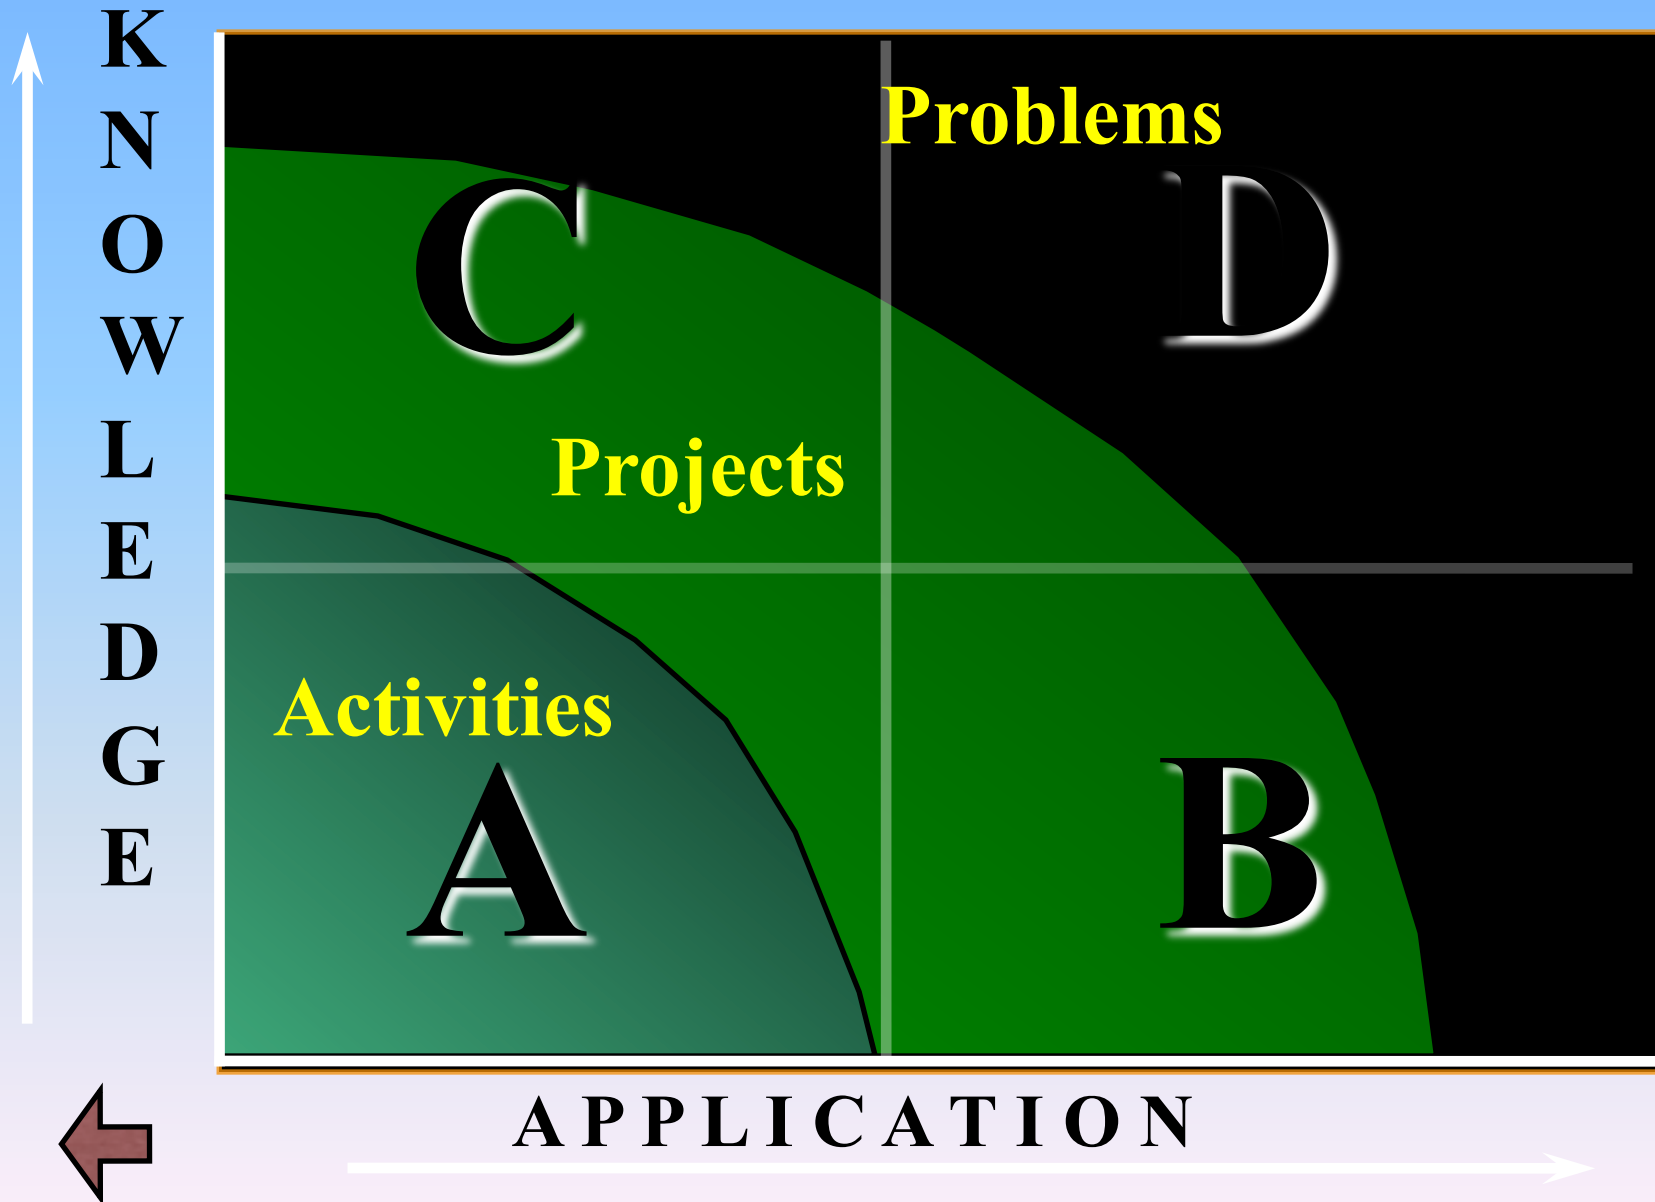 KNOWLEDGE
Problems
C
D
Projects
Activities
A
B
APPLICATION